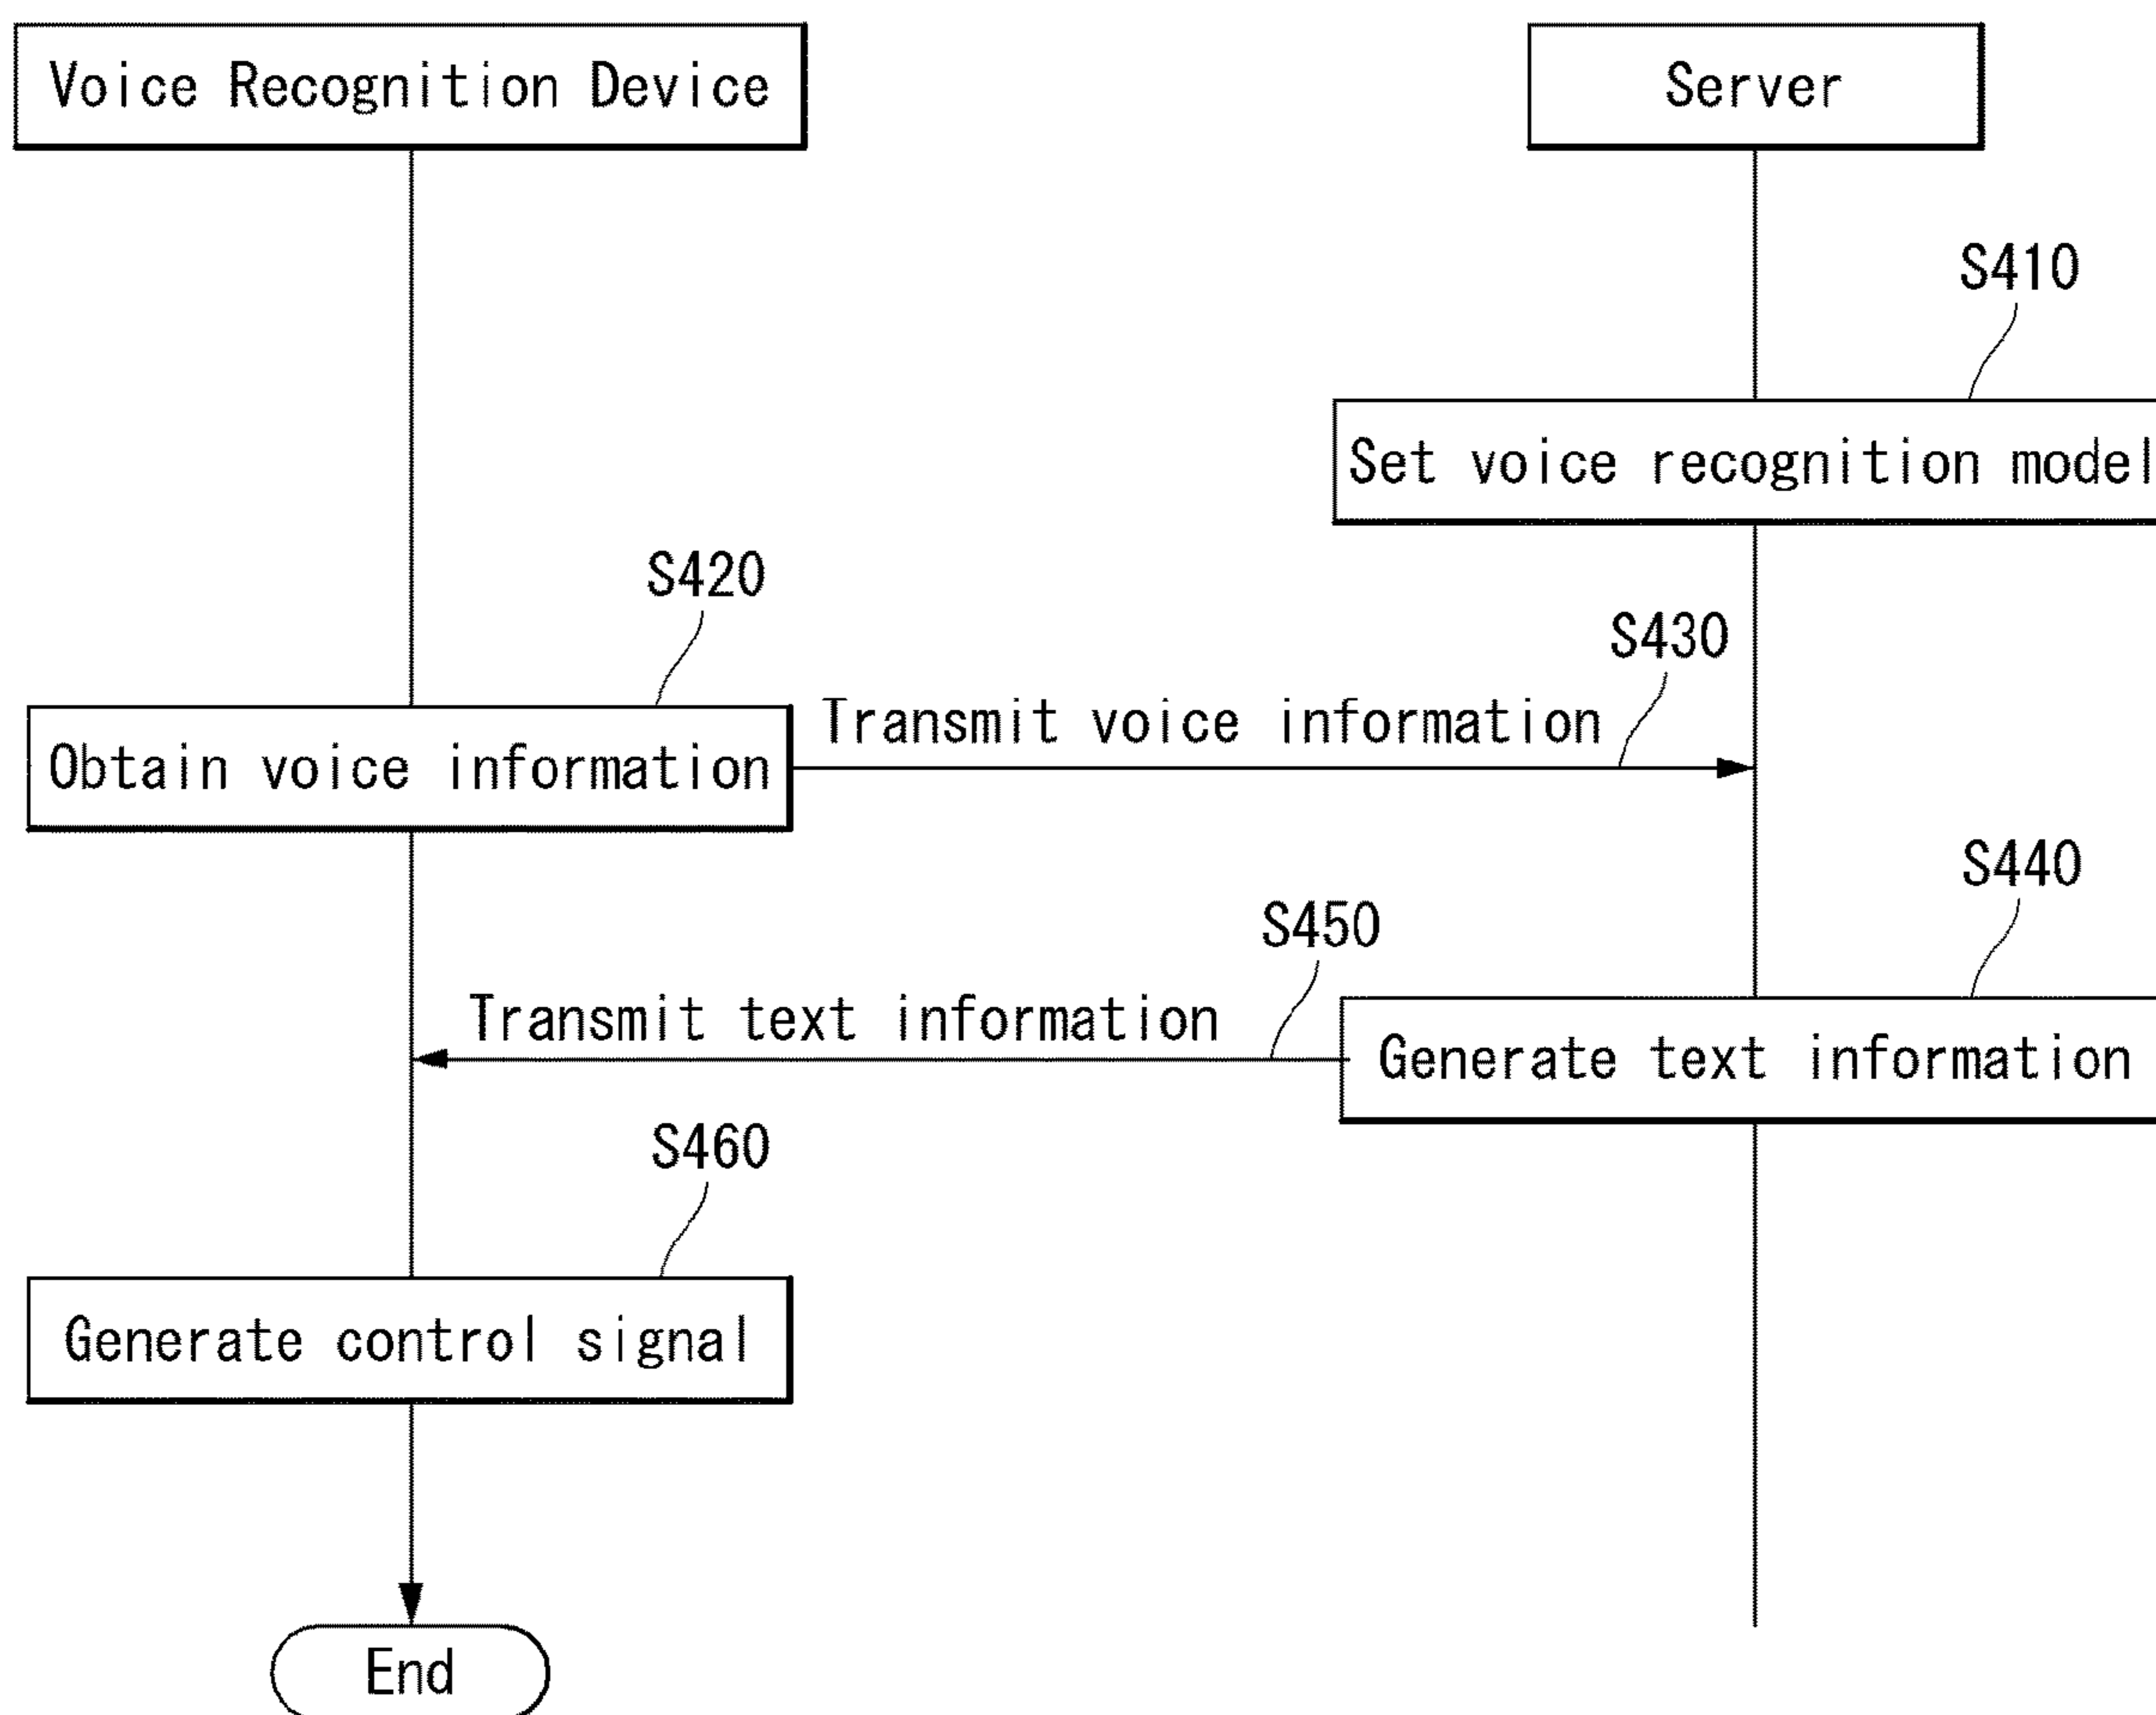 Voice Recognition Device
Server
S410
Set voice recognition model
S420
S430
Transmit voice information
Obtain voice information
S440
S450
Transmit text information
Generate text information
S460
Generate control signal
End